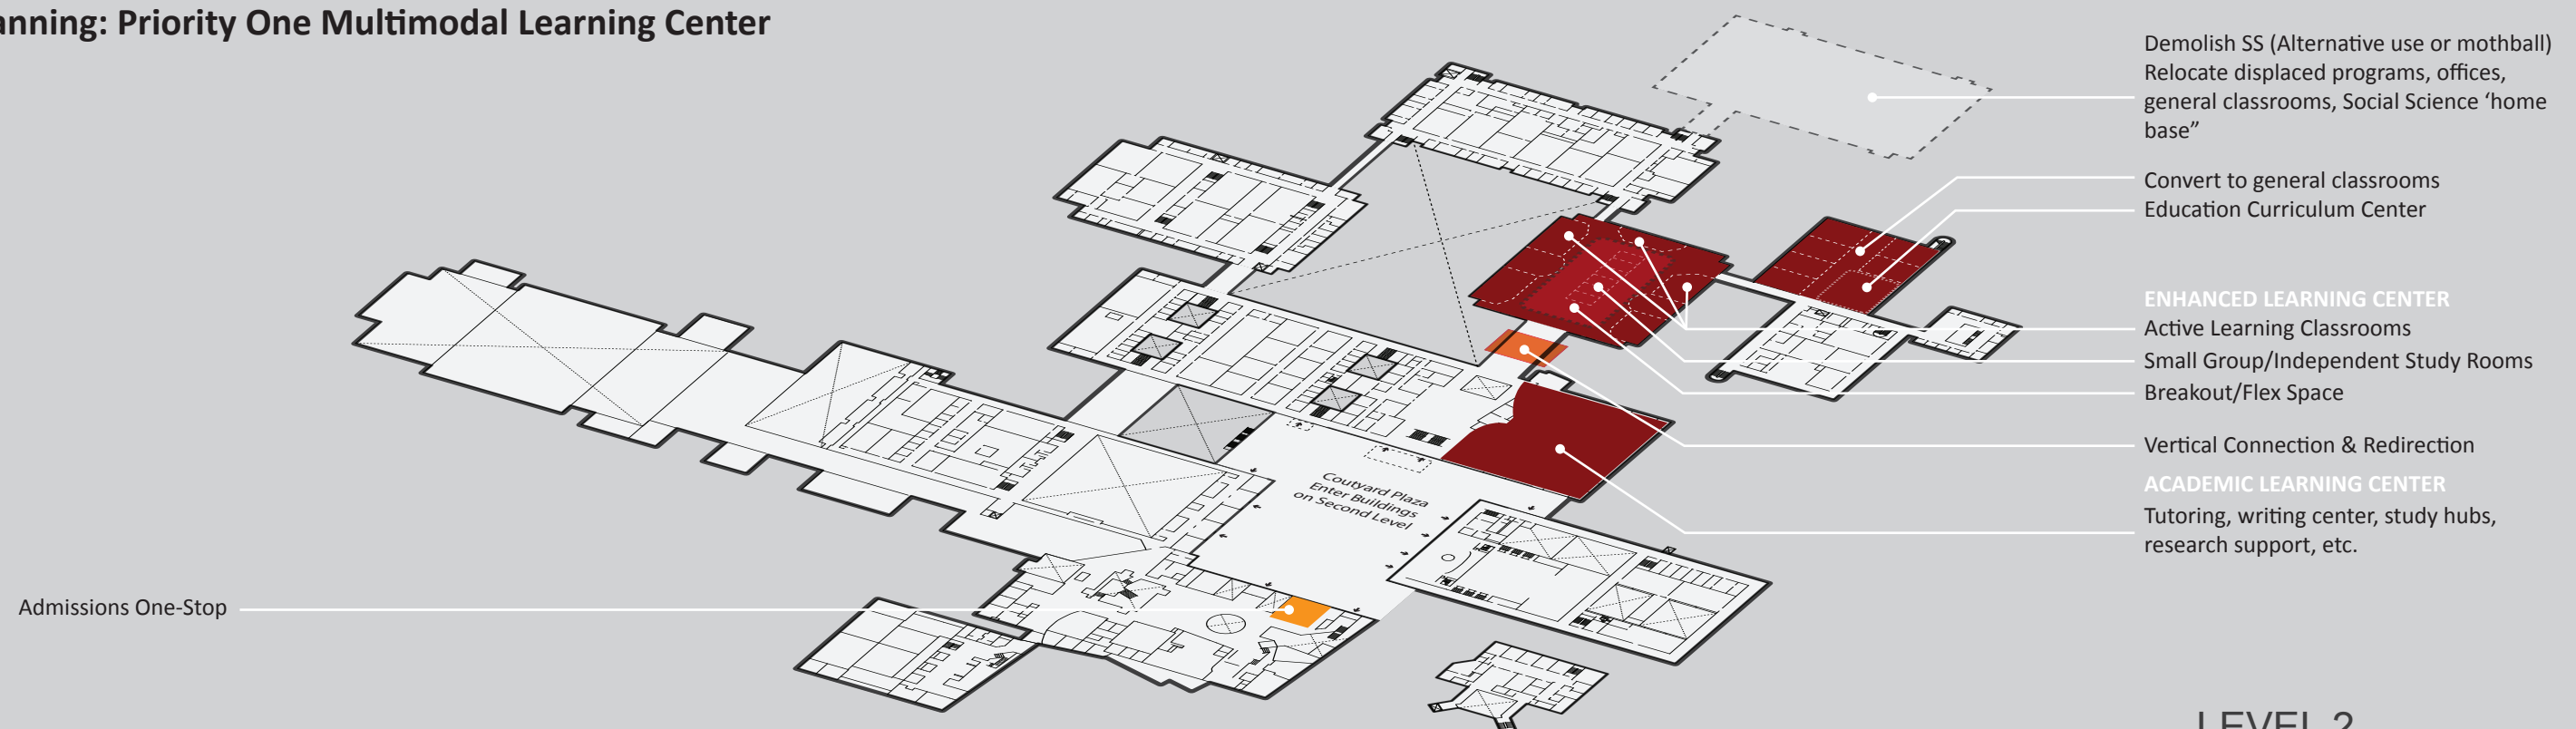 Planning: Priority One Multimodal Learning Center
Demolish SS (Alternative use or mothball)
Relocate displaced programs, offices,
general classrooms, Social Science ‘home
base”
Convert to general classrooms
Education Curriculum Center
ENHANCED LEARNING CENTER
Active Learning Classrooms
Small Group/Independent Study Rooms
Breakout/Flex Space
Vertical Connection & Redirection
ACADEMIC LEARNING CENTER
Tutoring, writing center, study hubs,
research support, etc.
Coutyard Plaza
Enter Buildings
on Second Level
Admissions One-Stop
LEVEL 2